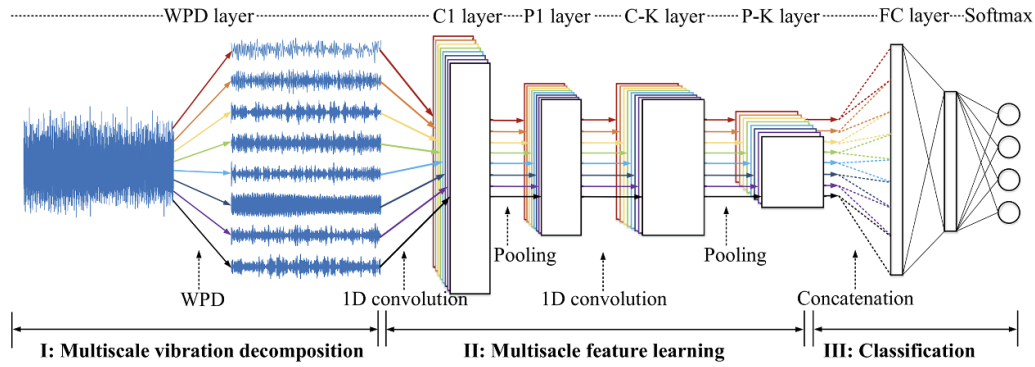 WPD layer C1 layer P1 layer C-K layer P-K layer FC layer Softmax
Pooling Pooling
WPD 1D convolution 1D convolution Concatenation
I: Multiscale vibration decomposition II: Multisacle feature learning III: Classification